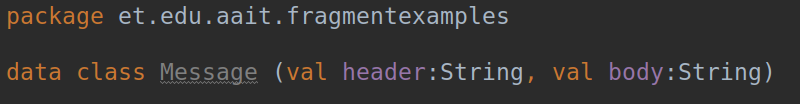 package et.edu.aait.fragmentexamples
data class Message (val header:String, val body:String)